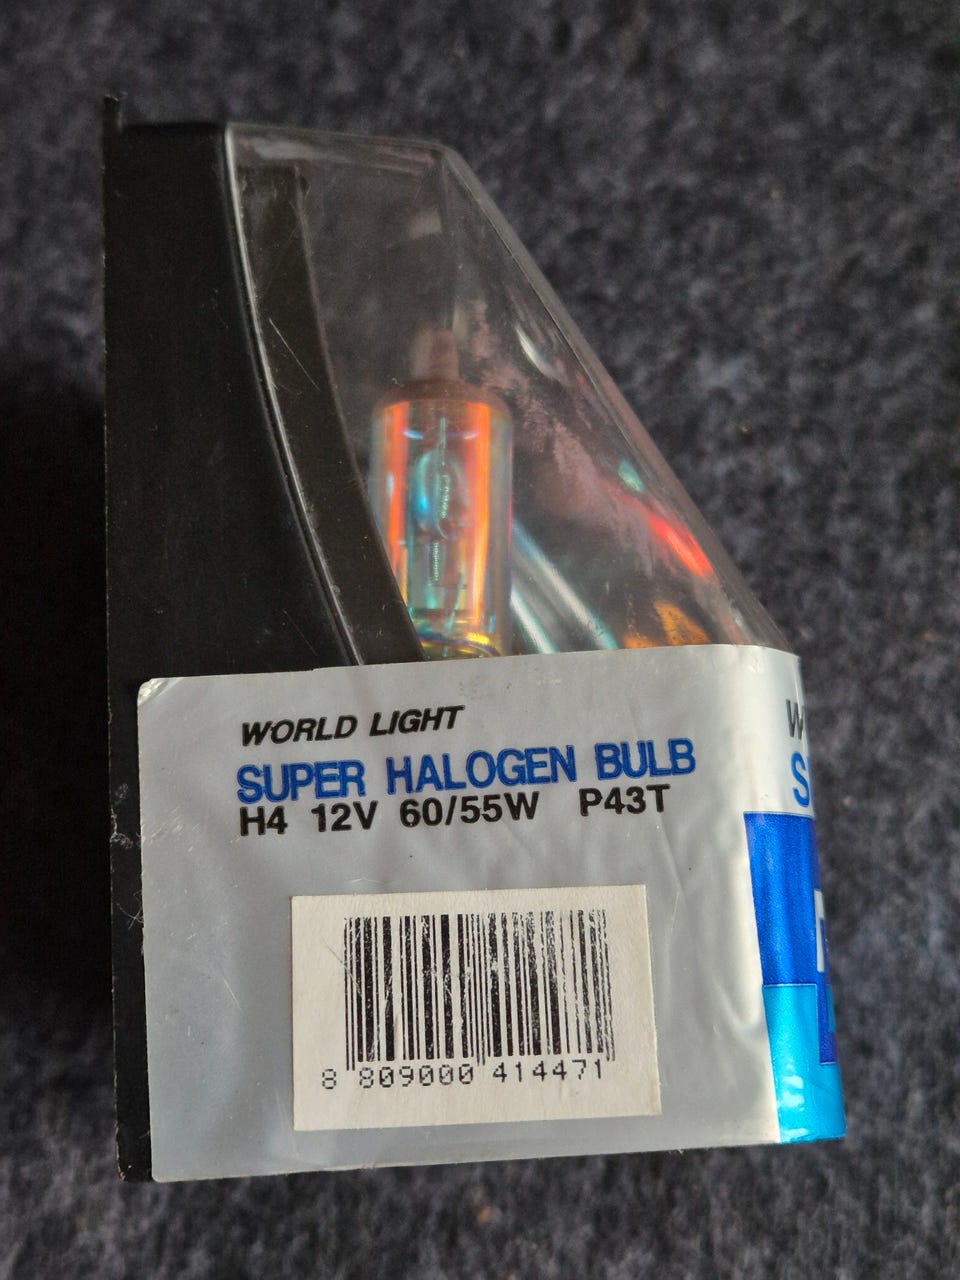 WORLD LIGHT
SUPER HALOGEN BULB
H4 12V 60/55W P43T
8 809000 414471